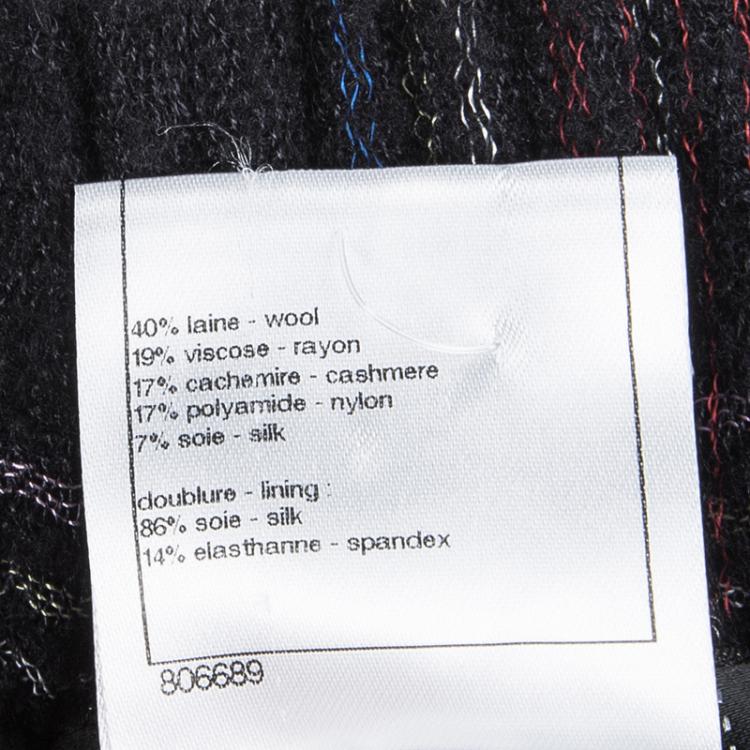 40% laine - wool
19% viscose - rayon
17% cachemire - cashmere
17% polyamide - nylon
7% soie - silk
doublure - lining :
86% soie - silk
14% elasthanne - spandex
806689